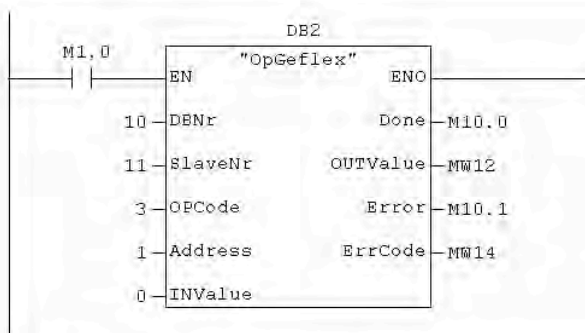 DB2
M1.0
"OpGeflex"
EN ENO
10 DBNr Done M10.0
11 SlaveNr OUTValue MW12
3 OPCode Error M10.1
1 Address ErrCode MW14
0 INValue